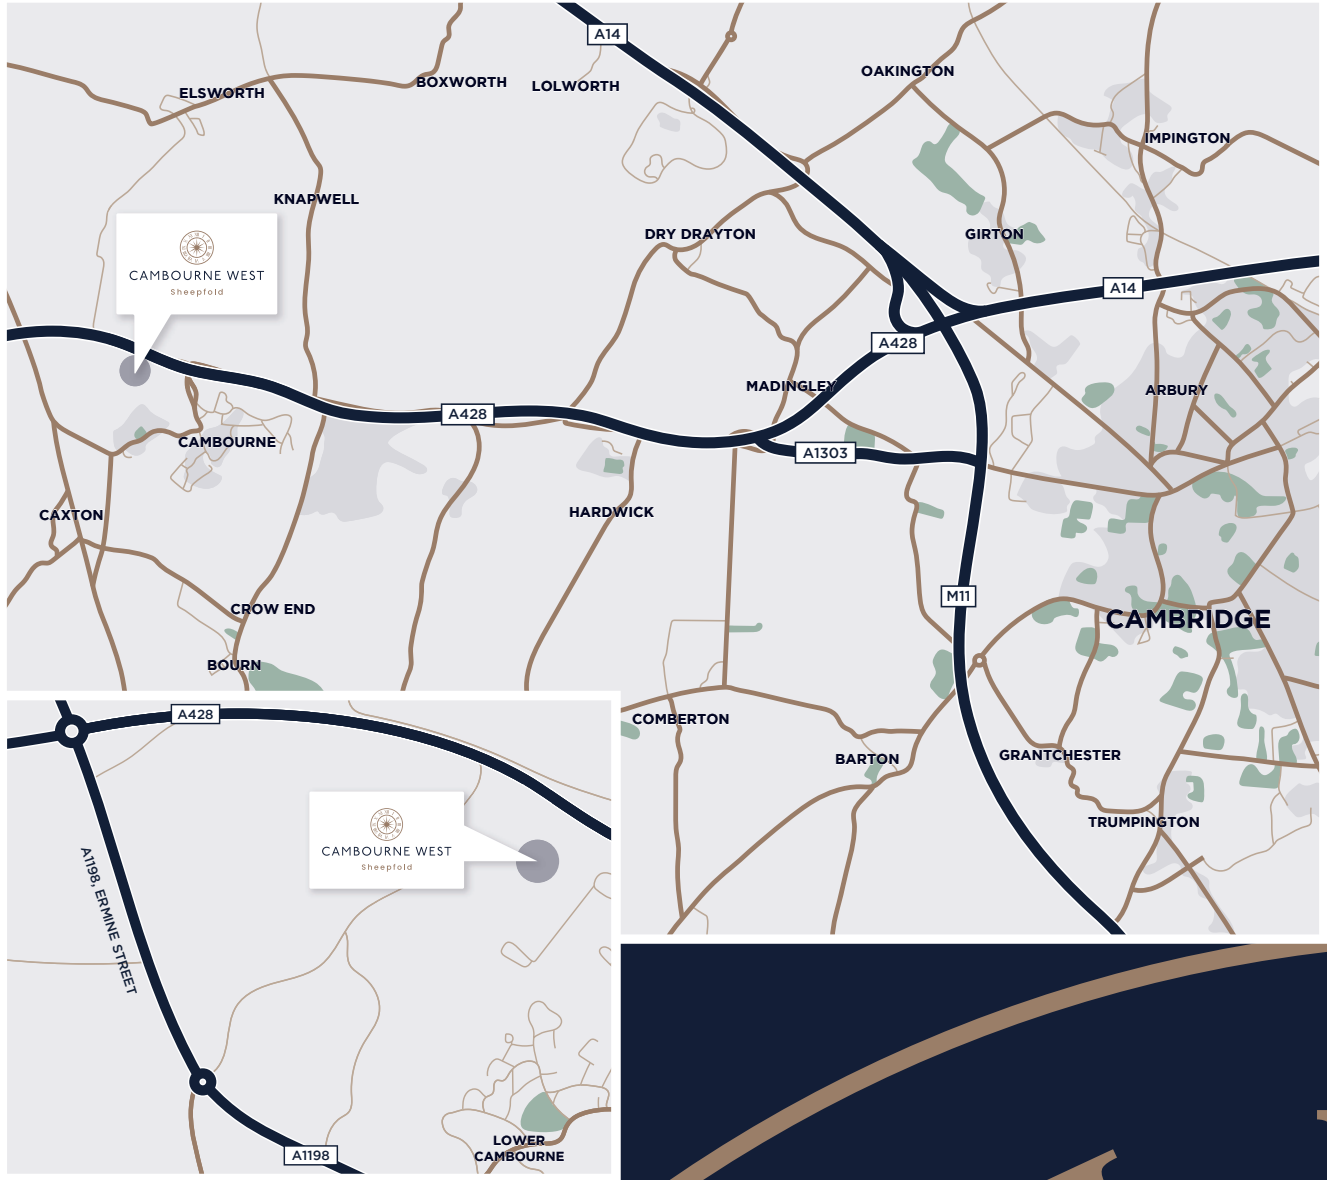 A14
OAKINGTON
BOXWORTH
LOLWORTH
ELSWORTH
IMPINGTON
KNAPWELL
DRY DRAYTON
GIRTON
CAMBOURNE WEST
Sheepfold
A14
A428
MADINGLEY
ARBURY
A428
CAMBOURNE
A1303
CAXTON
HARDWICK
M11
CROW END
CAMBRIDGE
BOURN
A428
COMBERTON
BARTON
GRANTCHESTER
TRUMPINGTON
CAMBOURNE WEST
Sheepfold
A1198, ERMINE STREET
LOWER
CAMBOURNE
A1198